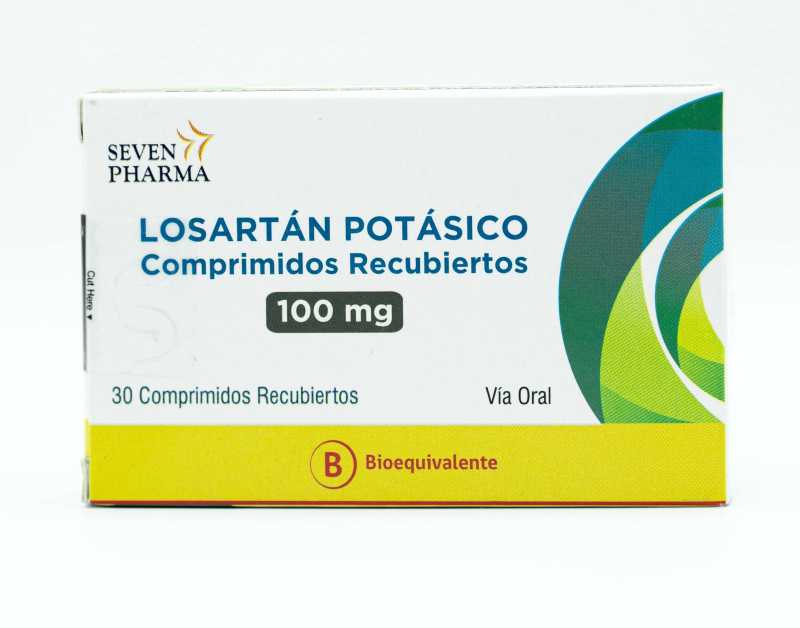 SEVEN
PHARMA
LOSARTÁN POTÁSICO
Comprimidos Recubiertos
100 mg
30 Comprimidos Recubiertos
Vía Oral
B Bioequivalente
Cut Here